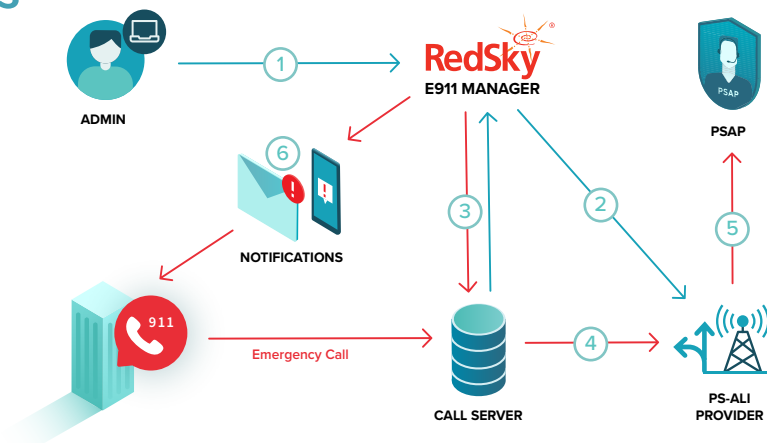 1
RedSky®
E911 MANAGER
PSAP
ADMIN
PSAP
6
3
2
5
NOTIFICATIONS
911
Emergency Call
4
CALL SERVER
PS-ALI
PROVIDER